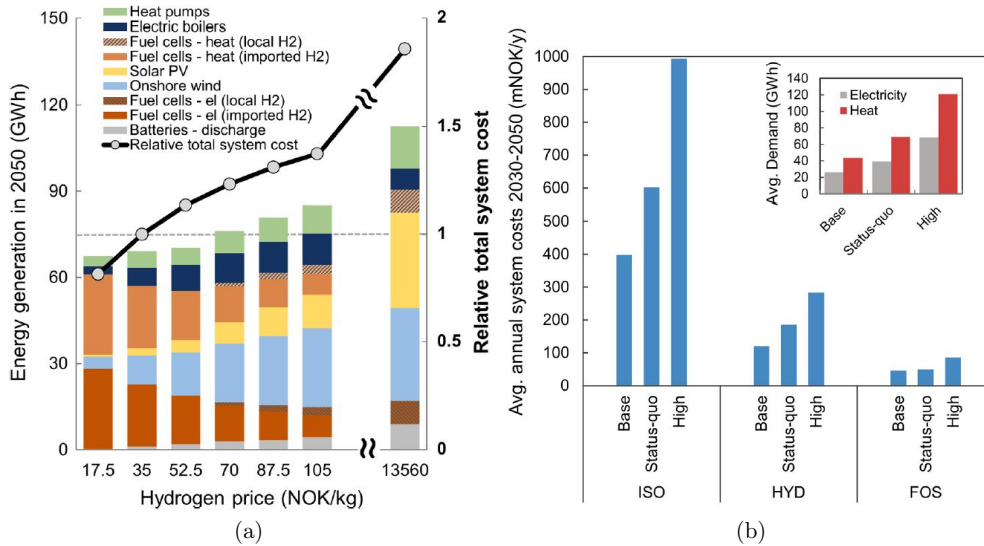 150
120
90
60
30
0
Energy generation in 2050 (GWh)
Heat pumps
Electric boilers
Fuel cells - heat (local H2)
Fuel cells - heat (imported H2)
Solar PV
Onshore wind
Fuel cells - el (local H2)
Fuel cells - el (imported H2)
Batteries - discharge
Relative total system cost
2
1.5
1
0.5
0
Relative total system cost
17.5 35 52.5 70 87.5 105 13560
Hydrogen price (NOK/kg)
(a)
1000
900
800
700
600
500
400
300
200
100
0
Avg. annual system costs 2030-2050 (mNOK/y)
140
120
100
80
60
40
20
0
Avg. Demand (GWh)
Electricity
Heat
Base Status-quo High
Base Status-quo High Base Status-quo High Base Status-quo High
ISO HYD FOS
(b)